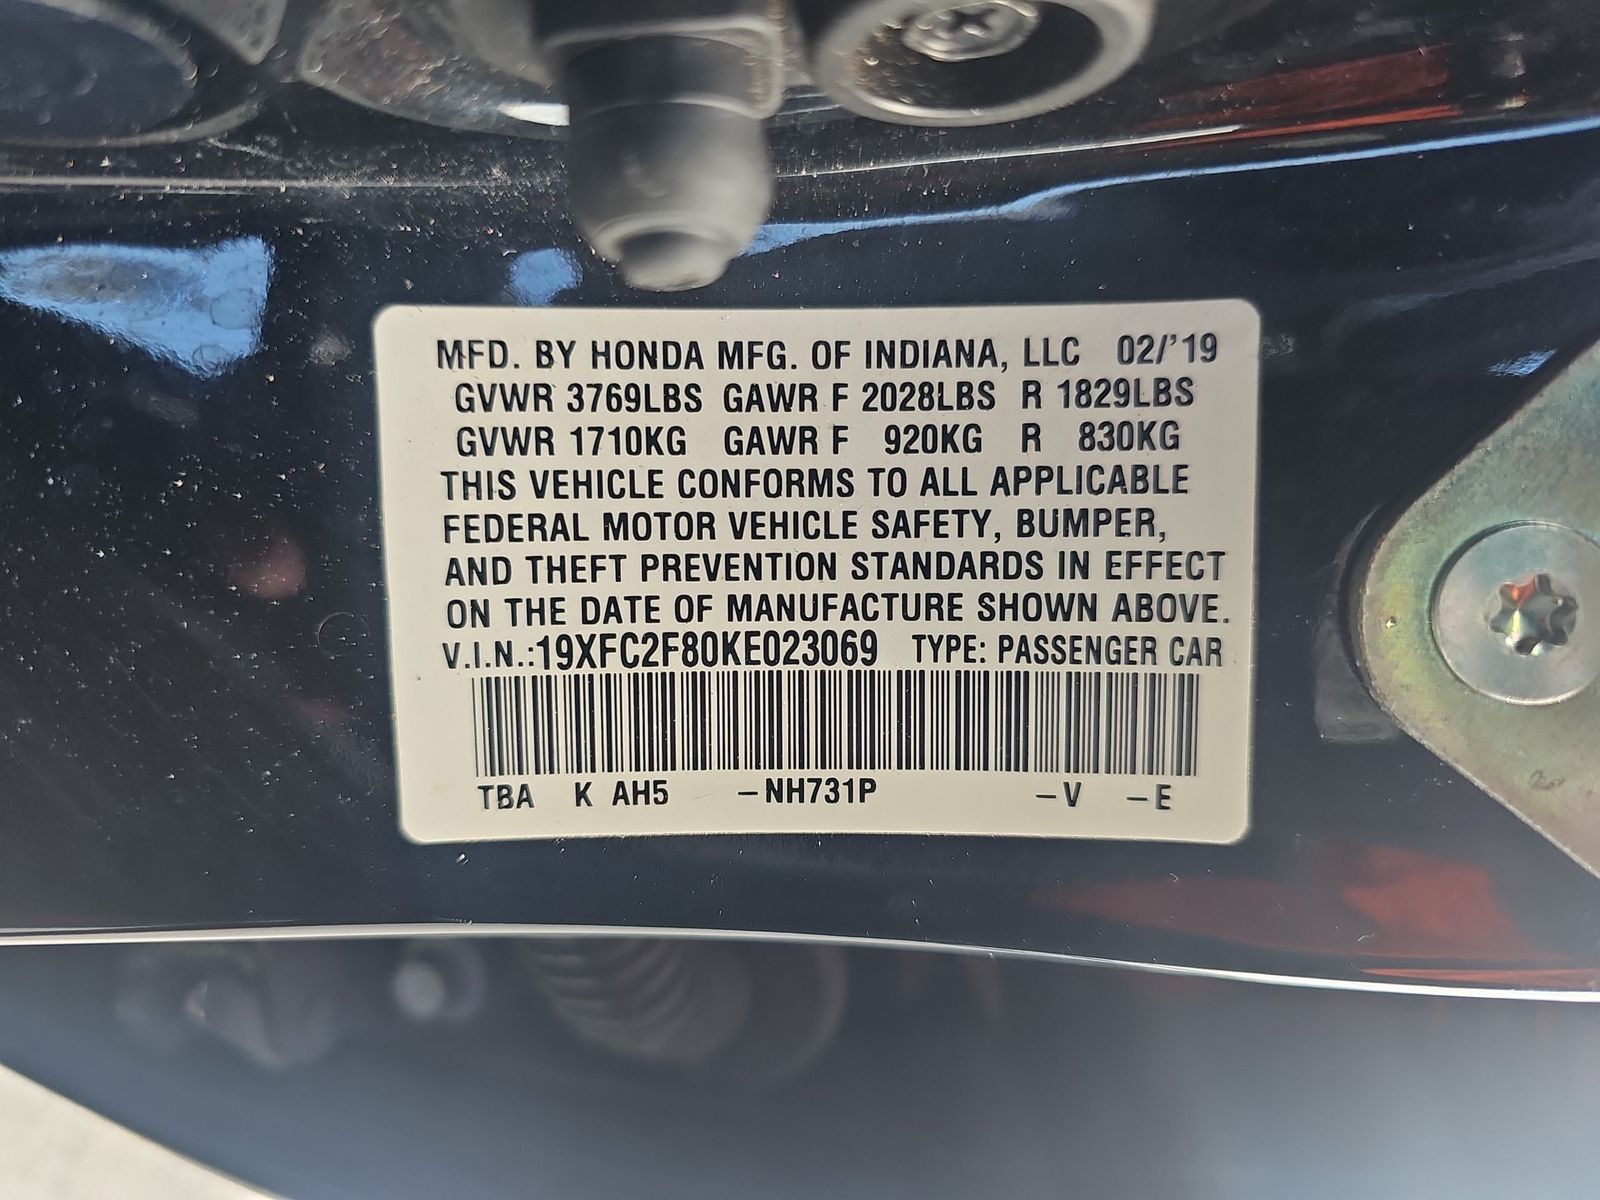 MFD. BY HONDA MFG. OF INDIANA, LLC 02/'19
GVWR 3769LBS GAWR F 2028LBS R 1829LBS
GVWR 1710KG GAWR F 920KG R 830KG
THIS VEHICLE CONFORMS TO ALL APPLICABLE
FEDERAL MOTOR VEHICLE SAFETY, BUMPER,
AND THEFT PREVENTION STANDARDS IN EFFECT
ON THE DATE OF MANUFACTURE SHOWN ABOVE.
V.I.N.:19XFC2F80KE023069 TYPE: PASSENGER CAR
TBA K AH5 –NH731P –V –E